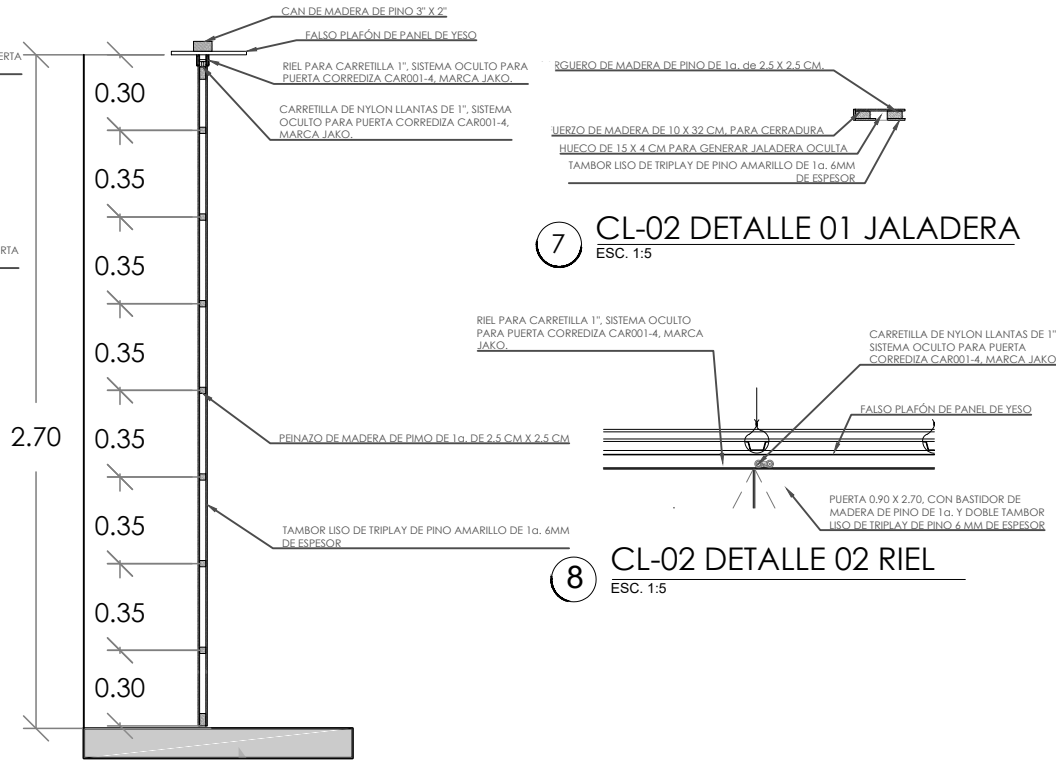 CAN DE MADERA DE PINO 3" X 2"
FALSO PLAFÓN DE PANEL DE YESO
RIEL PARA CARRETILLA 1", SISTEMA OCULTO PARA
PUERTA CORREDIZA CAR001-4, MARCA JAKO.
CARRETILLA DE NYLON LLANTAS DE 1", SISTEMA
OCULTO PARA PUERTA CORREDIZA CAR001-4,
MARCA JAKO.
ERTA
RTA
0.30
0.35
0.35
0.35
0.35
0.35
0.35
0.30
2.70
PEINAZO DE MADERA DE PIMO DE 1a. DE 2.5 CM X 2.5 CM
TAMBOR LISO DE TRIPLAY DE PINO AMARILLO DE 1a. 6MM
DE ESPESOR
RGUERO DE MADERA DE PINO DE 1a. de 2.5 X 2.5 CM.
UERZO DE MADERA DE 10 X 32 CM, PARA CERRADURA
HUECO DE 15 X 4 CM PARA GENERAR JALADERA OCULTA
TAMBOR LISO DE TRIPLAY DE PINO AMARILLO DE 1a. 6MM
DE ESPESOR
7
CL-02 DETALLE 01 JALADERA
ESC. 1:5
RIEL PARA CARRETILLA 1", SISTEMA OCULTO
PARA PUERTA CORREDIZA CAR001-4, MARCA
JAKO.
CARRETILLA DE NYLON LLANTAS DE 1"
SISTEMA OCULTO PARA PUERTA
CORREDIZA CAR001-4, MARCA JAKO
FALSO PLAFÓN DE PANEL DE YESO
PUERTA 0.90 X 2.70, CON BASTIDOR DE
MADERA DE PINO DE 1a. Y DOBLE TAMBOR
LISO DE TRIPLAY DE PINO 6 MM DE ESPESOR
8
CL-02 DETALLE 02 RIEL
ESC. 1:5